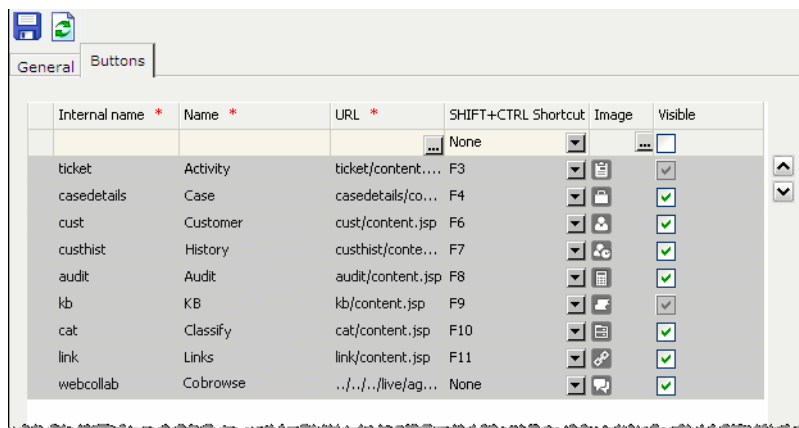 General Buttons
Internal name * Name * URL * SHIFT+CTRL Shortcut Image Visible
... None ...
ticket Activity ticket/content.... F3
casedetails Case casedetails/co... F4
cust Customer cust/content.jsp F6
custhist History custhist/conte... F7
audit Audit audit/content.jsp F8
kb KB kb/content.jsp F9
cat Classify cat/content.jsp F10
link Links link/content.jsp F11
webcollab Cobrowse ../../../live/ag... None